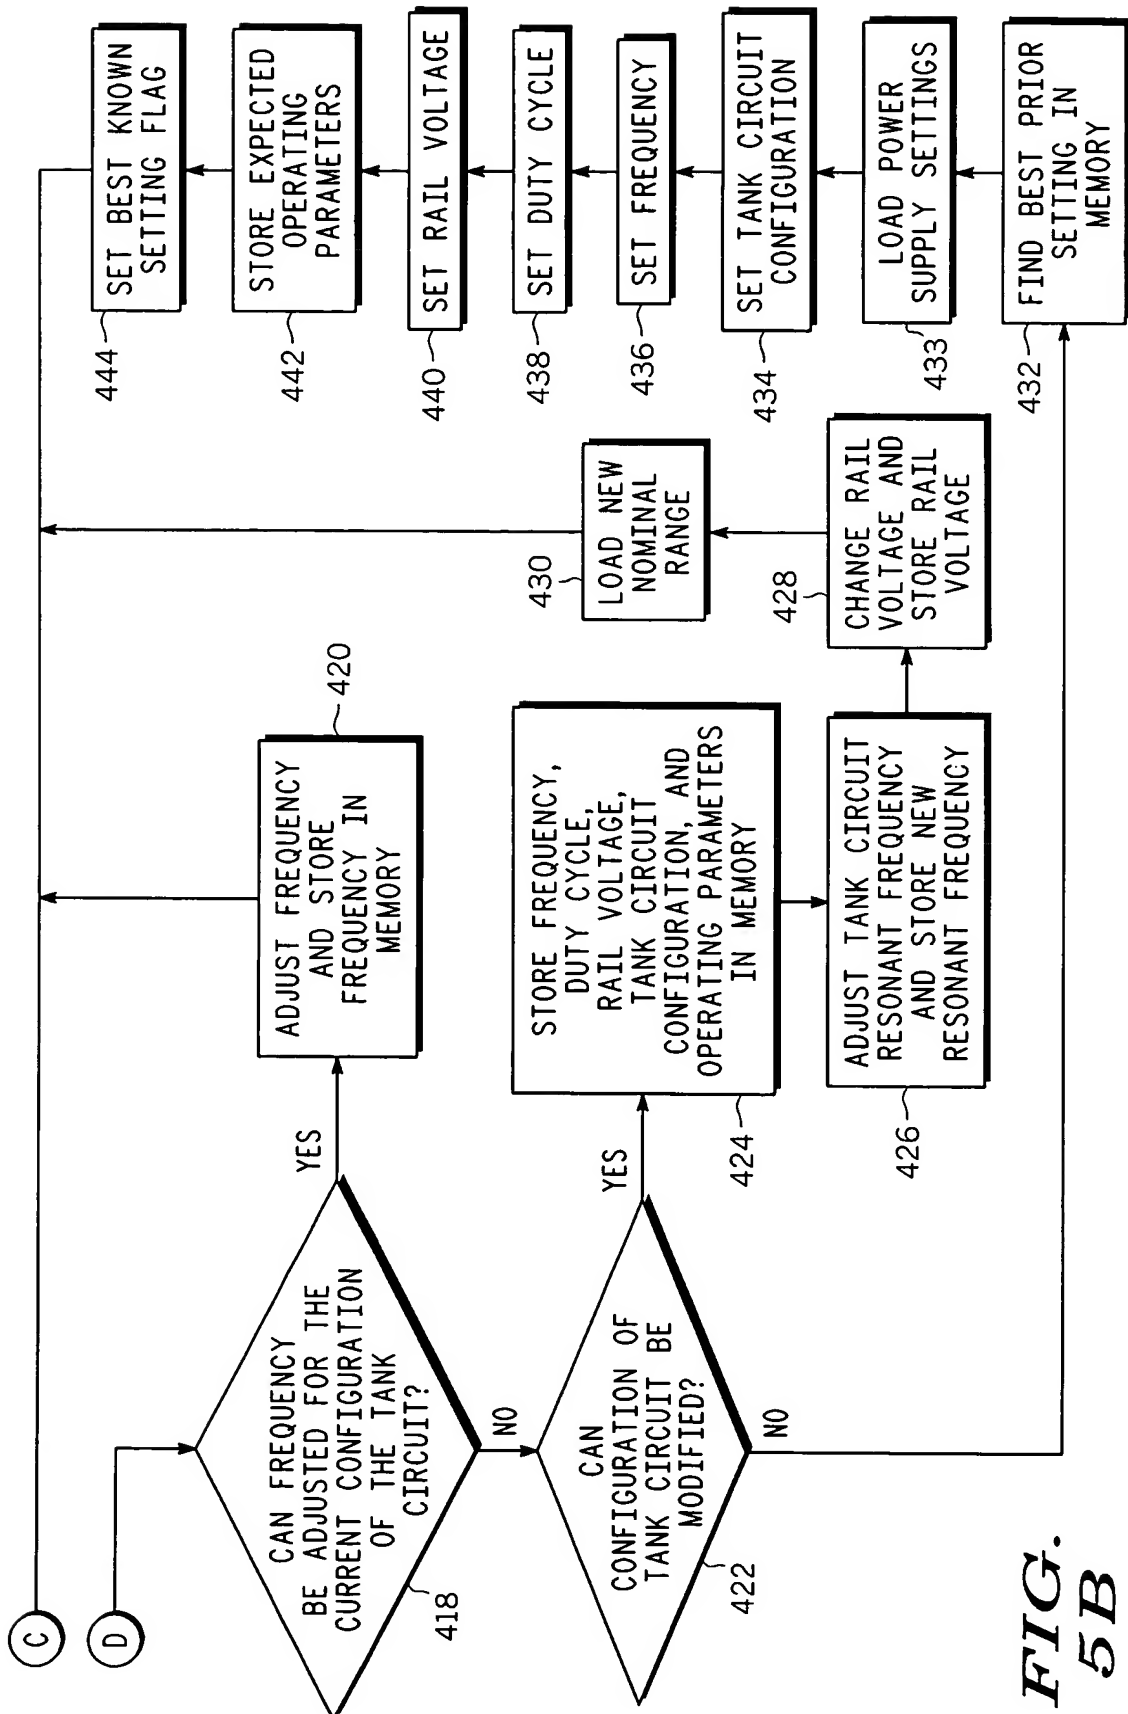 C
D
CAN FREQUENCY
BE ADJUSTED FOR THE
CURRENT CONFIGURATION
OF THE TANK
CIRCUIT?
418
YES
NO
ADJUST FREQUENCY
AND STORE
FREQUENCY IN
MEMORY
420
CAN
CONFIGURATION OF
TANK CIRCUIT BE
MODIFIED?
422
YES
NO
STORE FREQUENCY,
DUTY CYCLE,
RAIL VOLTAGE,
TANK CIRCUIT
CONFIGURATION, AND
OPERATING PARAMETERS
IN MEMORY
424
ADJUST TANK CIRCUIT
RESONANT FREQUENCY
AND STORE NEW
RESONANT FREQUENCY
426
CHANGE RAIL
VOLTAGE AND
STORE RAIL
VOLTAGE
428
LOAD NEW
NOMINAL
RANGE
430
FIND BEST PRIOR
SETTING IN
MEMORY
432
LOAD POWER
SUPPLY SETTINGS
433
SET TANK CIRCUIT
CONFIGURATION
434
SET FREQUENCY
436
SET DUTY CYCLE
438
SET RAIL VOLTAGE
440
STORE EXPECTED
OPERATING
PARAMETERS
442
SET BEST KNOWN
SETTING FLAG
444
FIG.
5B